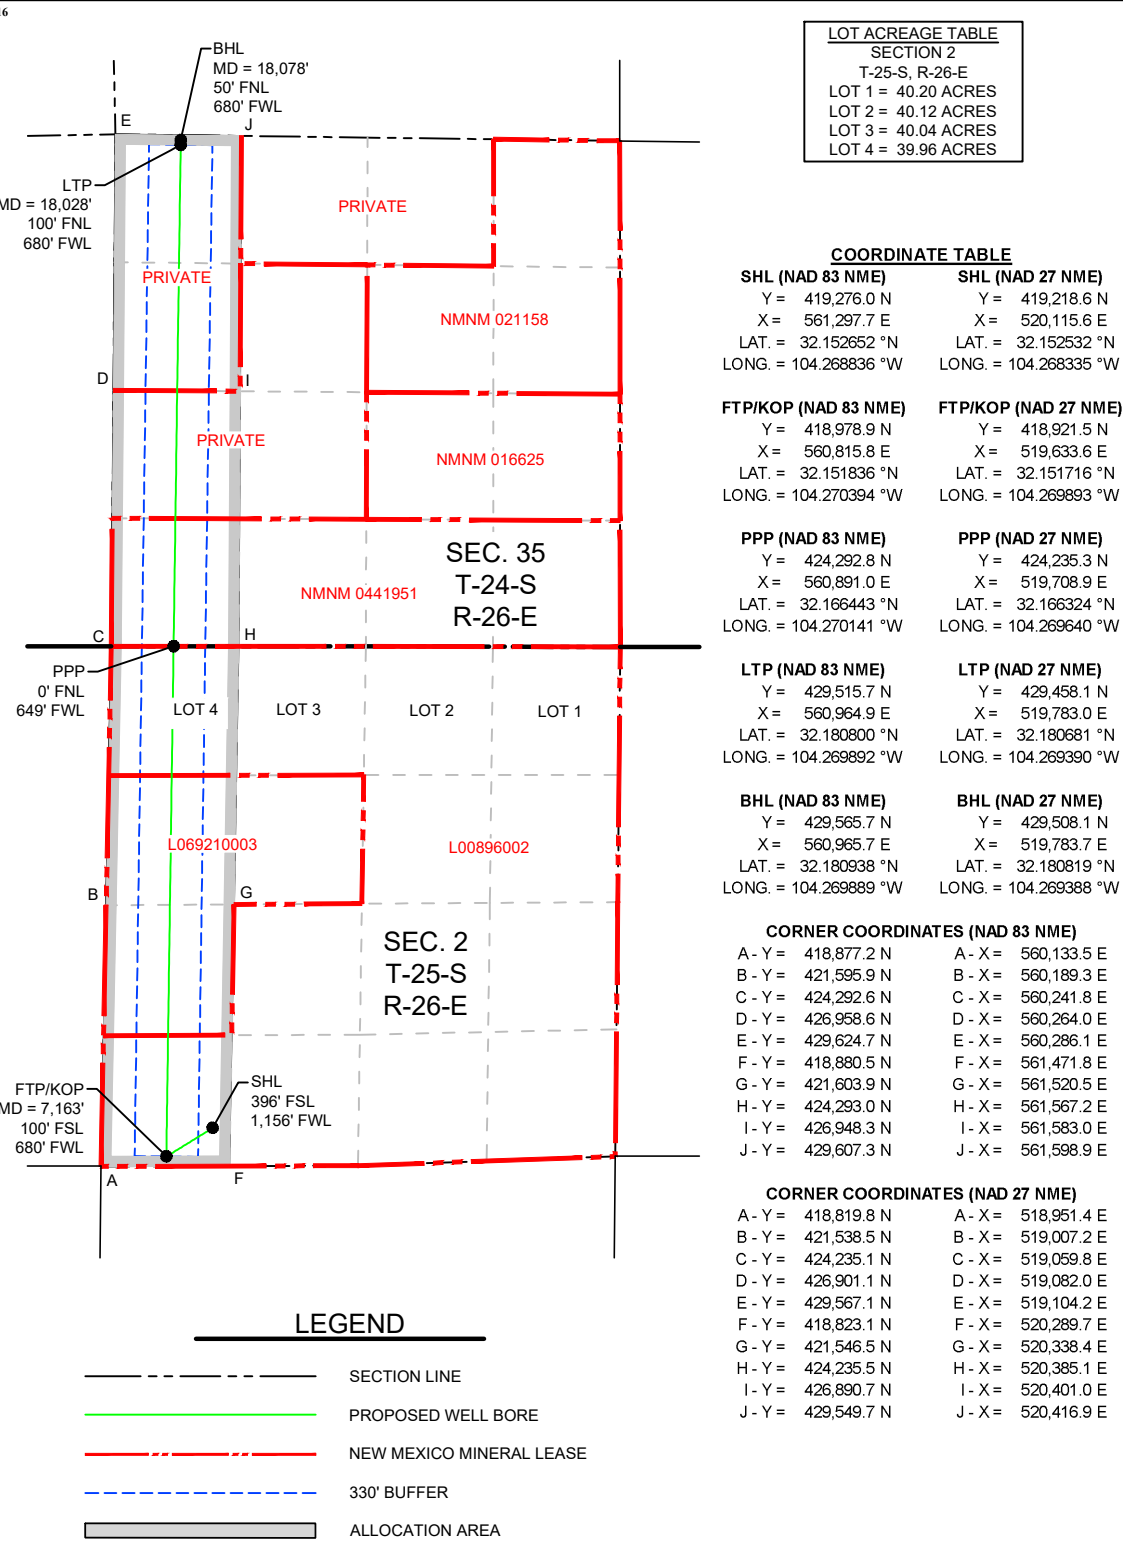 BHL
MD = 18,078'
50' FNL
680' FWL
E
J
LTP
MD = 18,028'
100' FNL
680' FWL
PRIVATE
PRIVATE
NMNM 021158
D
I
PRIVATE
NMNM 016625
SEC. 35
T-24-S
R-26-E
NMNM 0441951
C
H
PPP
0' FNL
649' FWL
LOT 4
LOT 3
LOT 2
LOT 1
L069210003
L00896002
B
G
SEC. 2
T-25-S
R-26-E
FTP/KOP
MD = 7,163'
100' FSL
680' FWL
SHL
396' FSL
1,156' FWL
A
F
LEGEND
SECTION LINE
PROPOSED WELL BORE
NEW MEXICO MINERAL LEASE
330' BUFFER
ALLOCATION AREA
LOT ACREAGE TABLE
SECTION 2
T-25-S, R-26-E
LOT 1 = 40.20 ACRES
LOT 2 = 40.12 ACRES
LOT 3 = 40.04 ACRES
LOT 4 = 39.96 ACRES
COORDINATE TABLE
SHL (NAD 83 NME) SHL (NAD 27 NME)
Y = 419,276.0 N Y = 419,218.6 N
X = 561,297.7 E X = 520,115.6 E
LAT. = 32.152652 °N LAT. = 32.152532 °N
LONG. = 104.268836 °W LONG. = 104.268335 °W
FTP/KOP (NAD 83 NME) FTP/KOP (NAD 27 NME)
Y = 418,978.9 N Y = 418,921.5 N
X = 560,815.8 E X = 519,633.6 E
LAT. = 32.151836 °N LAT. = 32.151716 °N
LONG. = 104.270394 °W LONG. = 104.269893 °W
PPP (NAD 83 NME) PPP (NAD 27 NME)
Y = 424,292.8 N Y = 424,235.3 N
X = 560,891.0 E X = 519,708.9 E
LAT. = 32.166443 °N LAT. = 32.166324 °N
LONG. = 104.270141 °W LONG. = 104.269640 °W
LTP (NAD 83 NME) LTP (NAD 27 NME)
Y = 429,515.7 N Y = 429,458.1 N
X = 560,964.9 E X = 519,783.0 E
LAT. = 32.180800 °N LAT. = 32.180681 °N
LONG. = 104.269892 °W LONG. = 104.269390 °W
BHL (NAD 83 NME) BHL (NAD 27 NME)
Y = 429,565.7 N Y = 429,508.1 N
X = 560,965.7 E X = 519,783.7 E
LAT. = 32.180938 °N LAT. = 32.180819 °N
LONG. = 104.269889 °W LONG. = 104.269388 °W
CORNER COORDINATES (NAD 83 NME)
A - Y = 418,877.2 N A - X = 560,133.5 E
B - Y = 421,595.9 N B - X = 560,189.3 E
C - Y = 424,292.6 N C - X = 560,241.8 E
D - Y = 426,958.6 N D - X = 560,264.0 E
E - Y = 429,624.7 N E - X = 560,286.1 E
F - Y = 418,880.5 N F - X = 561,471.8 E
G - Y = 421,603.9 N G - X = 561,520.5 E
H - Y = 424,293.0 N H - X = 561,567.2 E
I - Y = 426,948.3 N I - X = 561,583.0 E
J - Y = 429,607.3 N J - X = 561,598.9 E
CORNER COORDINATES (NAD 27 NME)
A - Y = 418,819.8 N A - X = 518,951.4 E
B - Y = 421,538.5 N B - X = 519,007.2 E
C - Y = 424,235.1 N C - X = 519,059.8 E
D - Y = 426,901.1 N D - X = 519,082.0 E
E - Y = 429,567.1 N E - X = 519,104.2 E
F - Y = 418,823.1 N F - X = 520,289.7 E
G - Y = 421,546.5 N G - X = 520,338.4 E
H - Y = 424,235.5 N H - X = 520,385.1 E
I - Y = 426,890.7 N I - X = 520,401.0 E
J - Y = 429,549.7 N J - X = 520,416.9 E